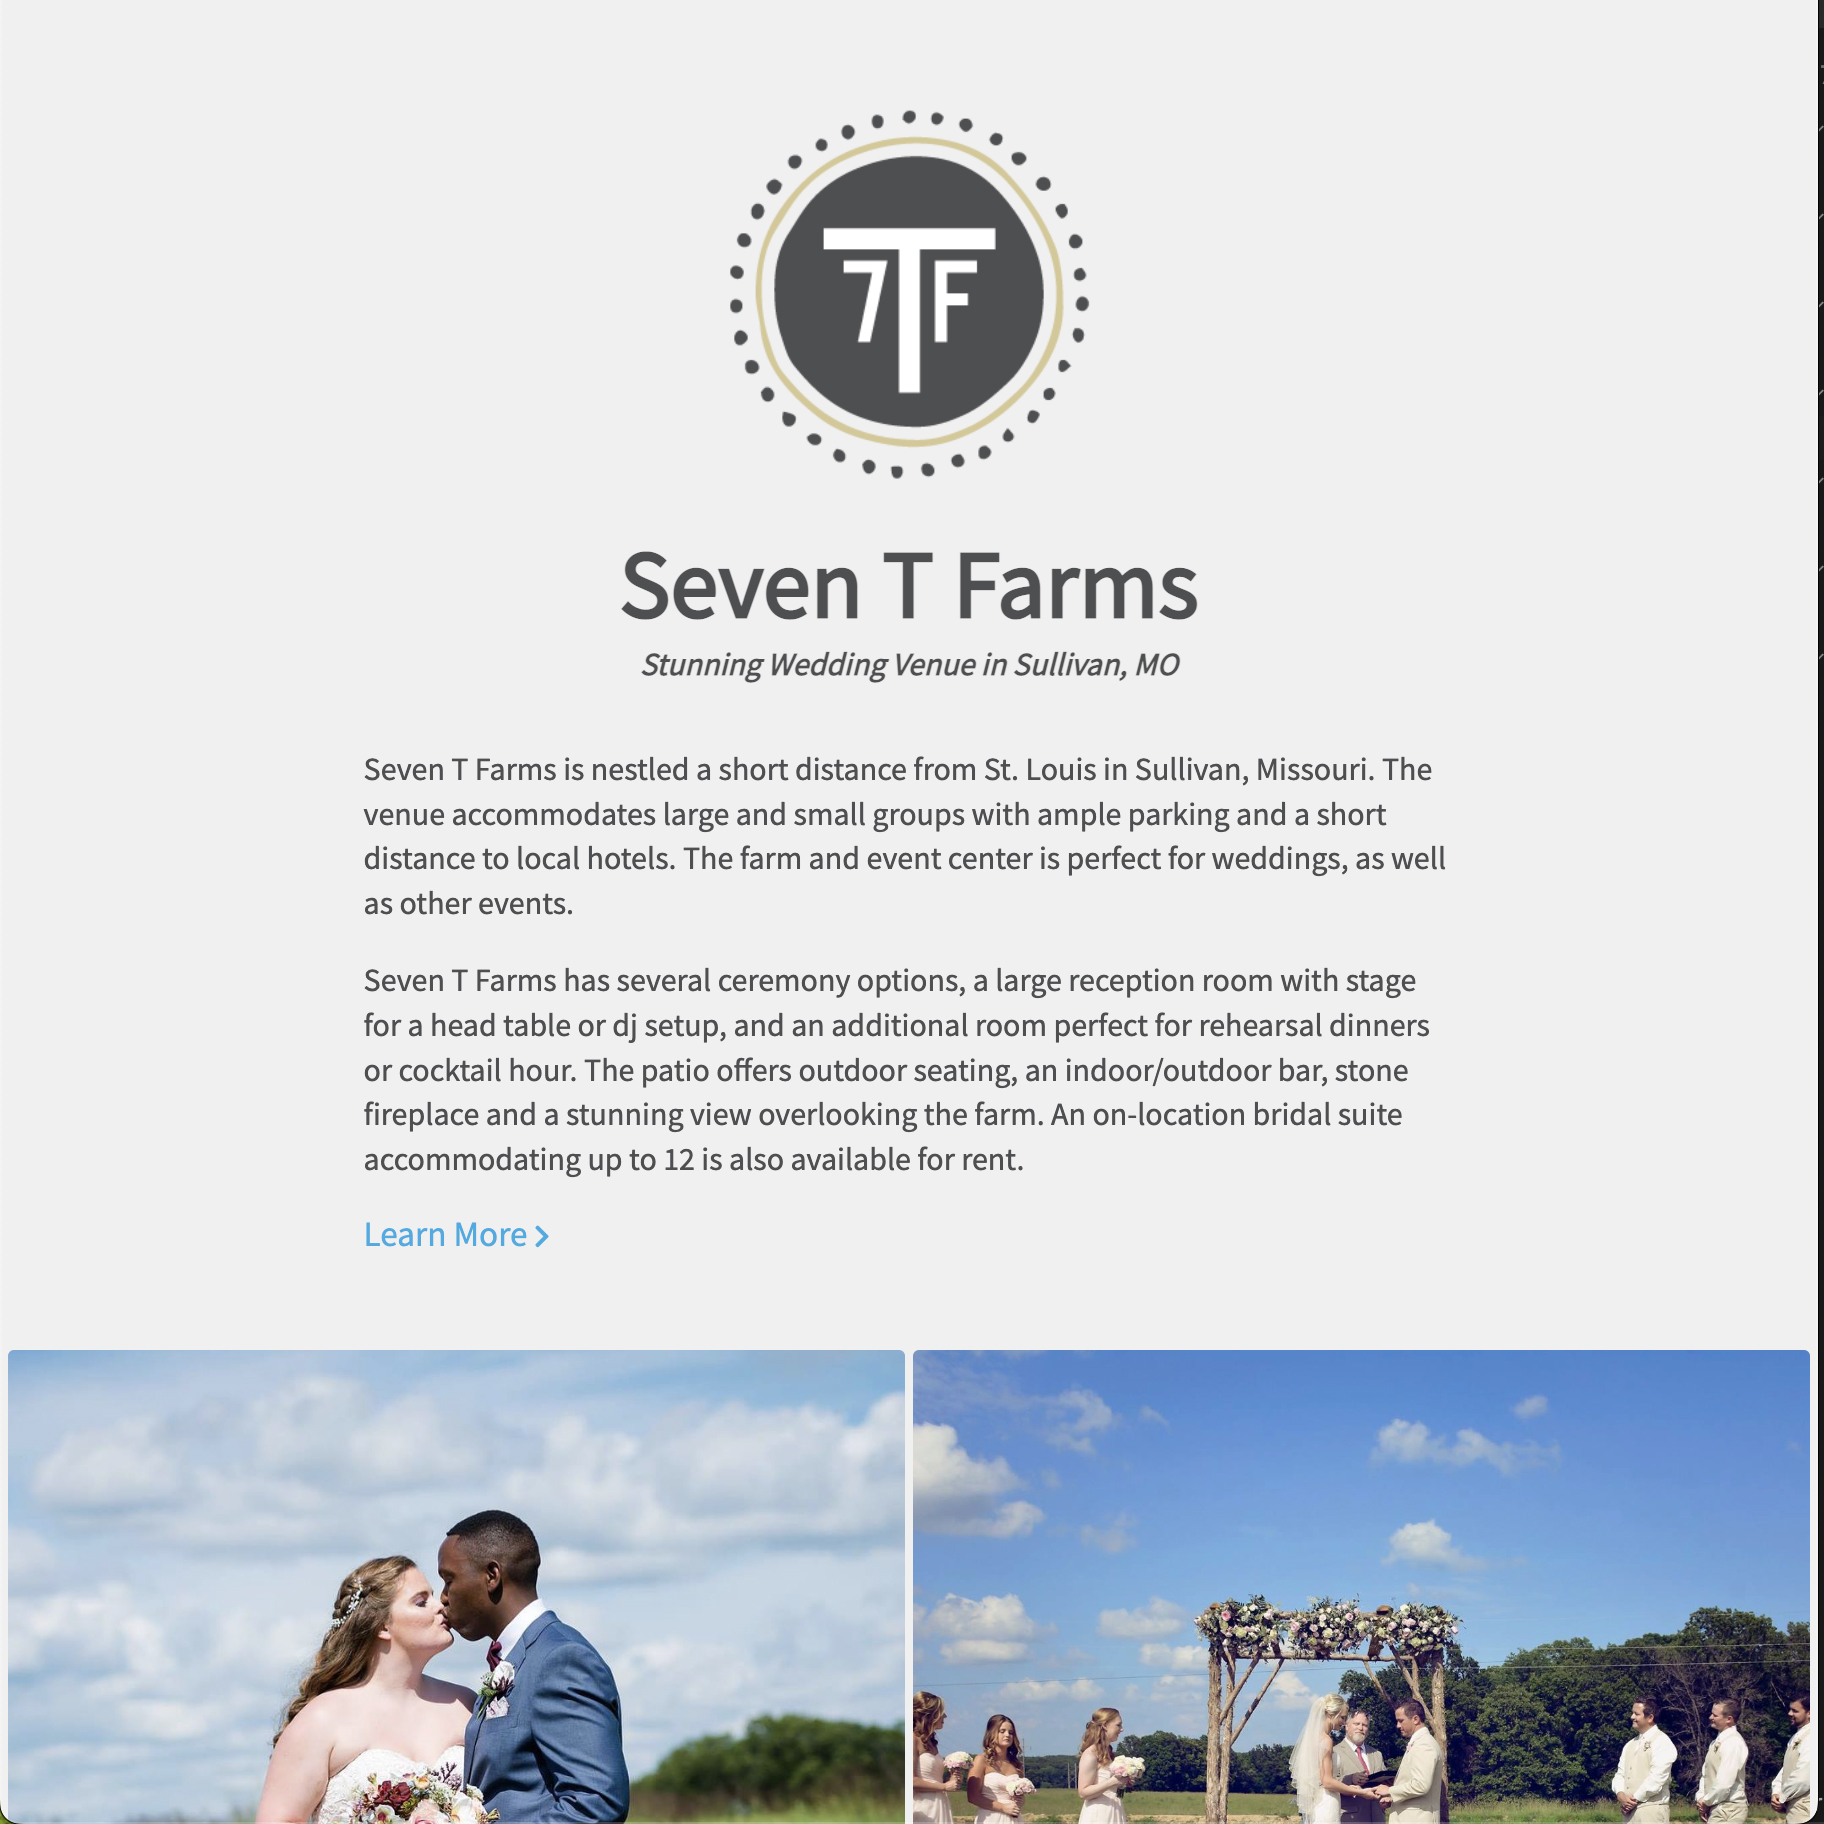 7TF
Seven T Farms
Stunning Wedding Venue in Sullivan, MO
Seven T Farms is nestled a short distance from St. Louis in Sullivan, Missouri. The
venue accommodates large and small groups with ample parking and a short
distance to local hotels. The farm and event center is perfect for weddings, as well
as other events.
Seven T Farms has several ceremony options, a large reception room with stage
for a head table or dj setup, and an additional room perfect for rehearsal dinners
or cocktail hour. The patio offers outdoor seating, an indoor/outdoor bar, stone
fireplace and a stunning view overlooking the farm. An on-location bridal suite
accommodating up to 12 is also available for rent.
Learn More